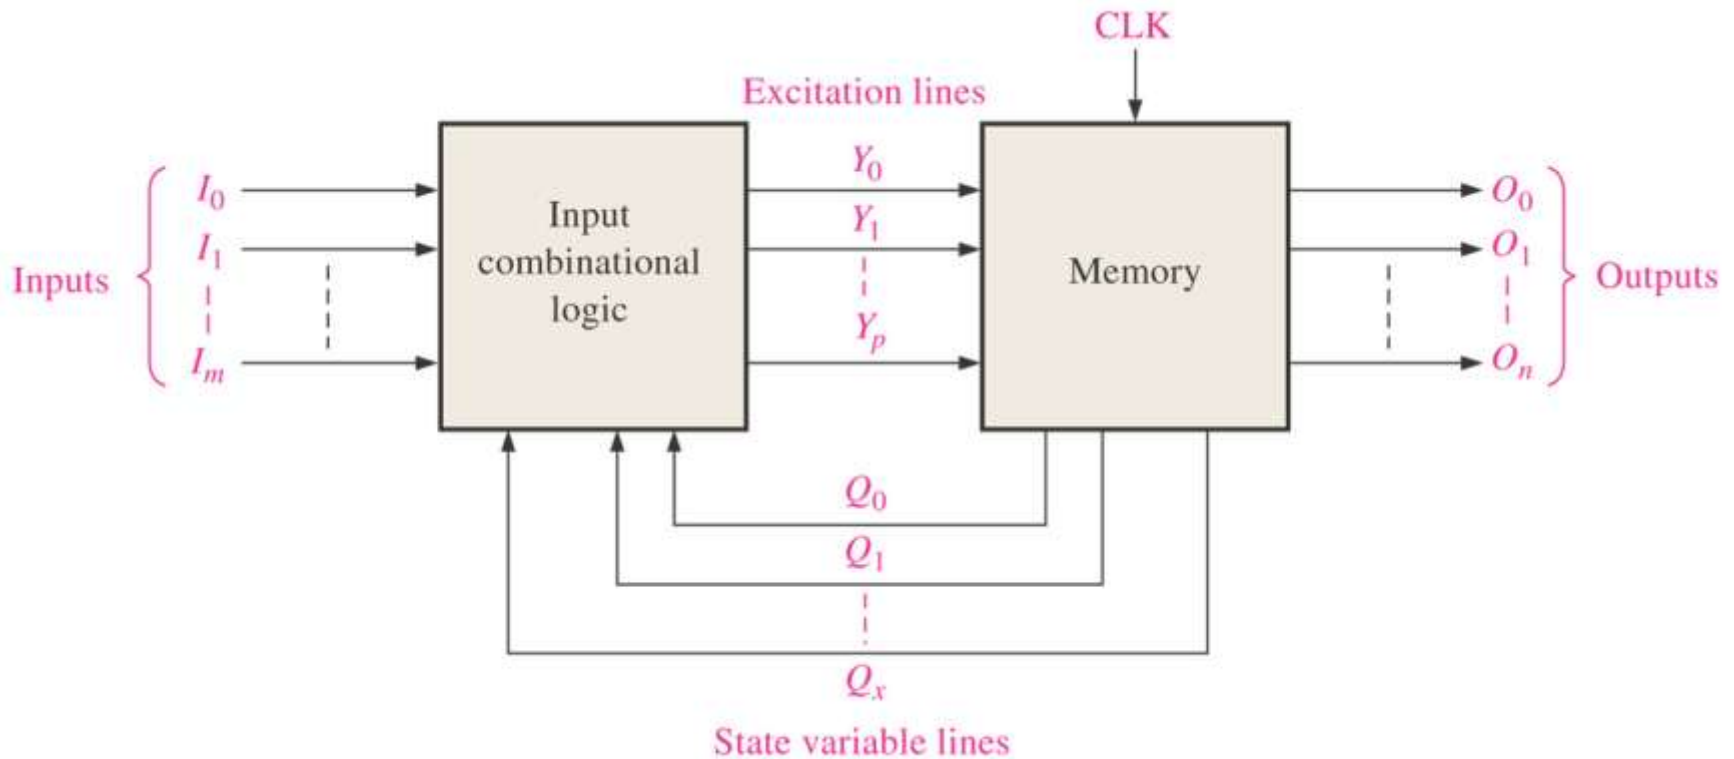 CLK
Excitation lines
Inputs
I0
I1
Im
Input
combinational
logic
Y0
Y1
Yp
Memory
O0
O1
On
Outputs
Q0
Q1
Qx
State variable lines